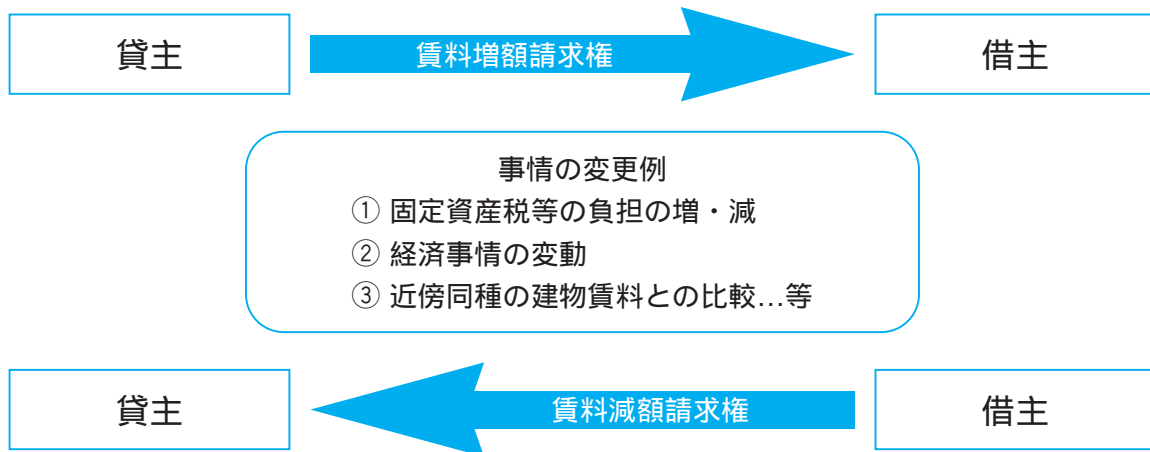 貸主
賃料増額請求権
借主
事情の変更例
① 固定資産税等の負担の増・減
② 経済事情の変動
③ 近傍同種の建物賃料との比較…等
貸主
賃料減額請求権
借主